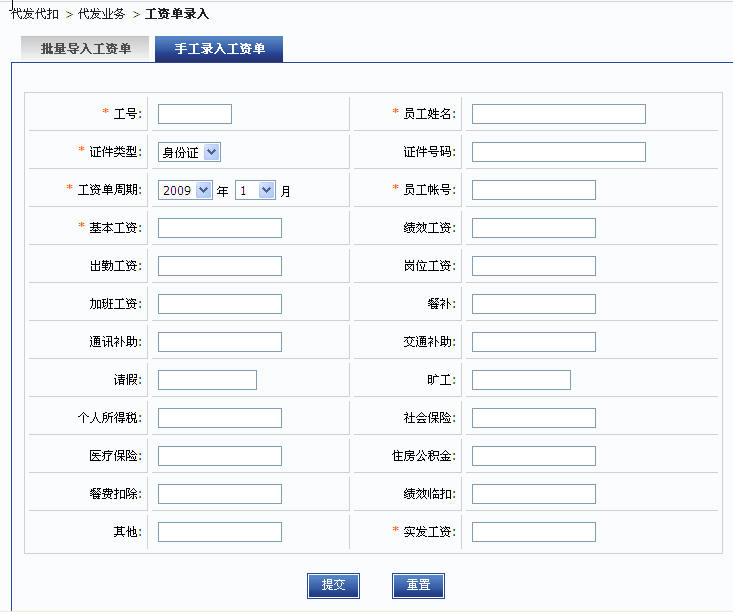 代发代扣 > 代发业务 > 工资单录入
批量导入工资单 手工录入工资单
* 工号: * 员工姓名:
* 证件类型: 身份证 证件号码:
* 工资单周期: 2009 年 1 月 * 员工帐号:
* 基本工资: 绩效工资:
出勤工资: 岗位工资:
加班工资: 餐补:
通讯补助: 交通补助:
请假: 旷工:
个人所得税: 社会保险:
医疗保险: 住房公积金:
餐费扣除: 绩效临扣:
其他: * 实发工资:
提交 重置